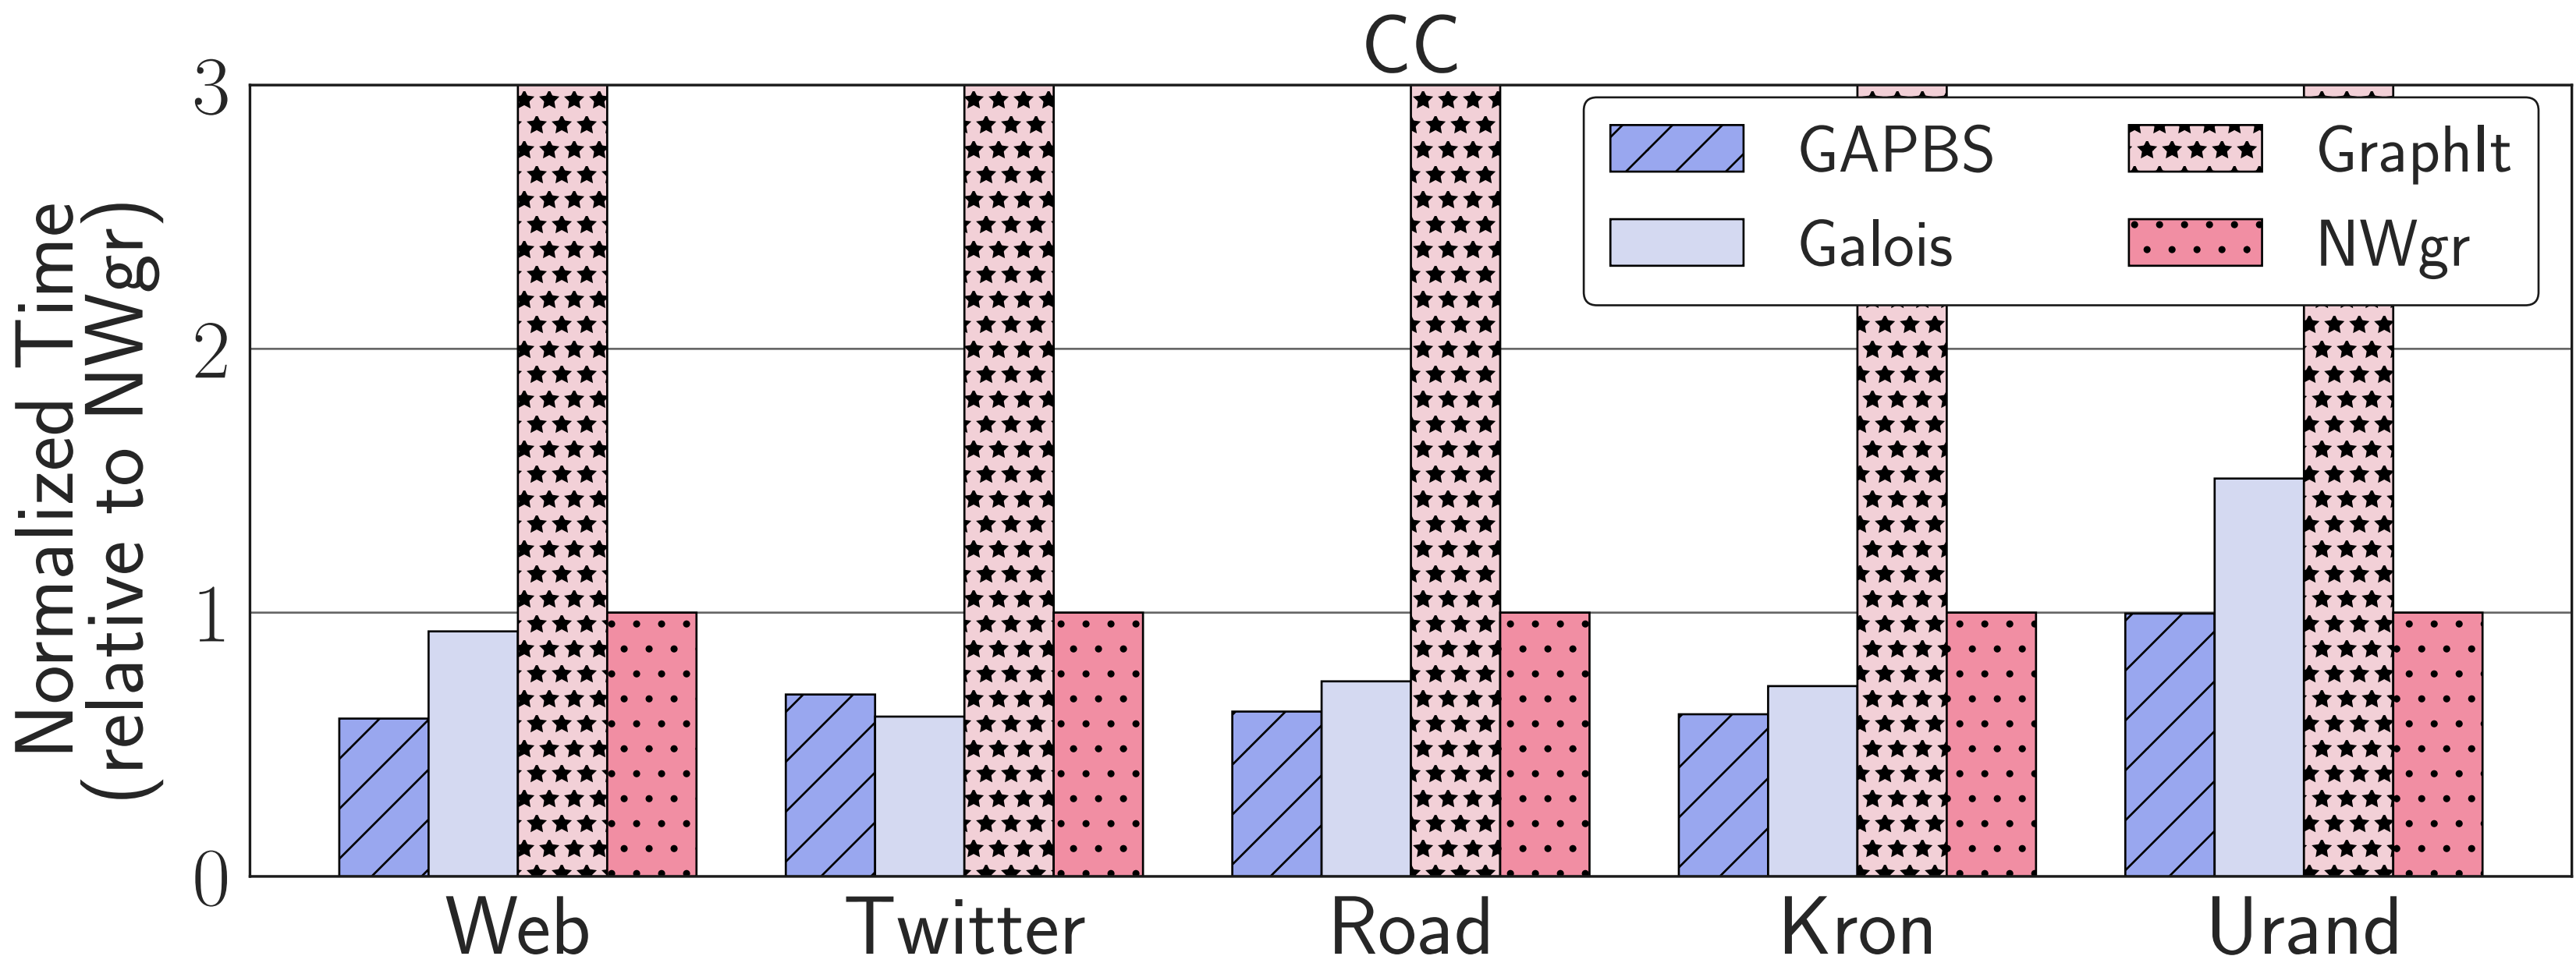 CC
Normalized Time
(relative to NWgr)
3
2
1
0
GAPBS
Galois
GraphIt
NWgr
Web
Twitter
Road
Kron
Urand